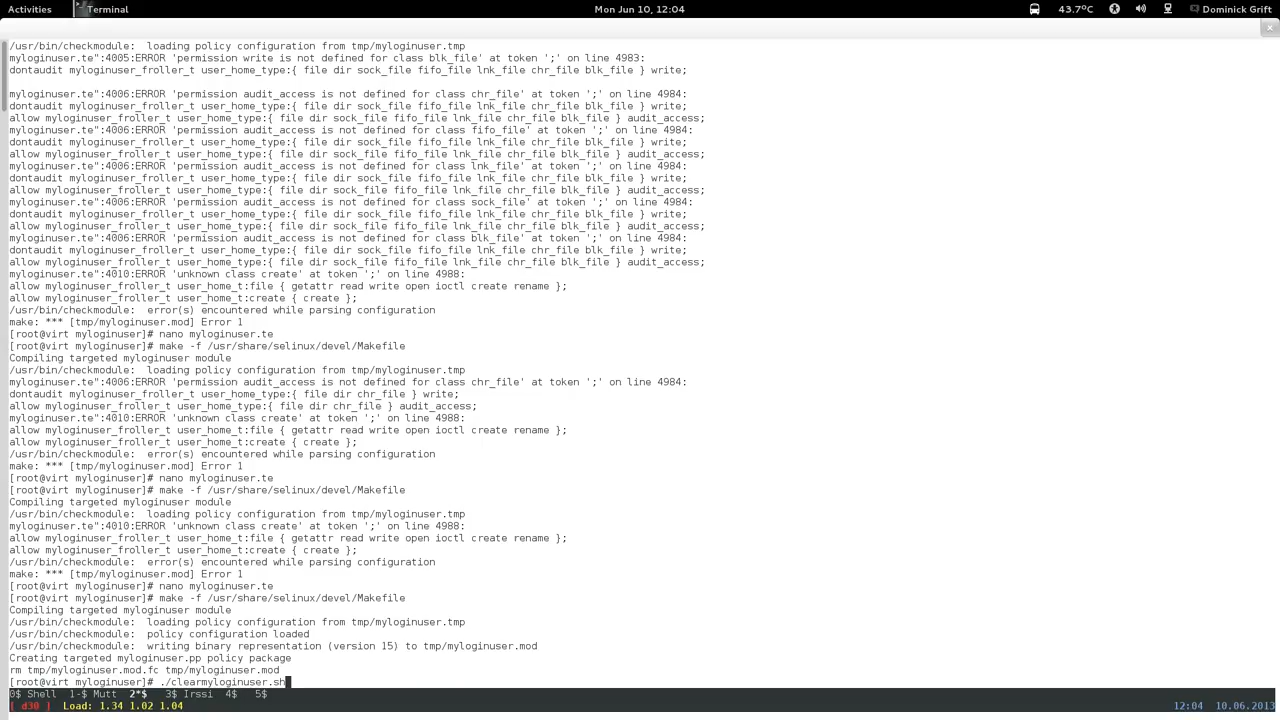 Activities
Terminal
Mon Jun 10, 12:04
43.7°C
Dominick Grift
/usr/bin/checkmodule:  loading policy configuration from tmp/myloginuser.tmp
myloginuser.te":4005:ERROR 'permission write is not defined for class blk_file' at token ';' on line 4983:
dontaudit myloginuser_froller_t user_home_type:{ file dir sock_file fifo_file lnk_file chr_file blk_file } write;
myloginuser.te":4006:ERROR 'permission audit_access is not defined for class chr_file' at token ';' on line 4984:
dontaudit myloginuser_froller_t user_home_type:{ file dir sock_file fifo_file lnk_file chr_file blk_file } write;
allow myloginuser_froller_t user_home_type:{ file dir sock_file fifo_file lnk_file chr_file blk_file } audit_access;
myloginuser.te":4006:ERROR 'permission audit_access is not defined for class fifo_file' at token ';' on line 4984:
dontaudit myloginuser_froller_t user_home_type:{ file dir sock_file fifo_file lnk_file chr_file blk_file } write;
allow myloginuser_froller_t user_home_type:{ file dir sock_file fifo_file lnk_file chr_file blk_file } audit_access;
myloginuser.te":4006:ERROR 'permission audit_access is not defined for class lnk_file' at token ';' on line 4984:
dontaudit myloginuser_froller_t user_home_type:{ file dir sock_file fifo_file lnk_file chr_file blk_file } write;
allow myloginuser_froller_t user_home_type:{ file dir sock_file fifo_file lnk_file chr_file blk_file } audit_access;
myloginuser.te":4006:ERROR 'permission audit_access is not defined for class sock_file' at token ';' on line 4984:
dontaudit myloginuser_froller_t user_home_type:{ file dir sock_file fifo_file lnk_file chr_file blk_file } write;
allow myloginuser_froller_t user_home_type:{ file dir sock_file fifo_file lnk_file chr_file blk_file } audit_access;
myloginuser.te":4006:ERROR 'permission audit_access is not defined for class blk_file' at token ';' on line 4984:
dontaudit myloginuser_froller_t user_home_type:{ file dir sock_file fifo_file lnk_file chr_file blk_file } write;
allow myloginuser_froller_t user_home_type:{ file dir sock_file fifo_file lnk_file chr_file blk_file } audit_access;
myloginuser.te":4010:ERROR 'unknown class create' at token ';' on line 4988:
allow myloginuser_froller_t user_home_t:file { getattr read write open ioctl create rename };
allow myloginuser_froller_t user_home_t:create { create };
/usr/bin/checkmodule:  error(s) encountered while parsing configuration
make: *** [tmp/myloginuser.mod] Error 1
[root@virt myloginuser]# nano myloginuser.te
[root@virt myloginuser]# make -f /usr/share/selinux/devel/Makefile
Compiling targeted myloginuser module
/usr/bin/checkmodule:  loading policy configuration from tmp/myloginuser.tmp
myloginuser.te":4006:ERROR 'permission audit_access is not defined for class chr_file' at token ';' on line 4984:
dontaudit myloginuser_froller_t user_home_type:{ file dir chr_file } write;
allow myloginuser_froller_t user_home_type:{ file dir chr_file } audit_access;
myloginuser.te":4010:ERROR 'unknown class create' at token ';' on line 4988:
allow myloginuser_froller_t user_home_t:file { getattr read write open ioctl create rename };
allow myloginuser_froller_t user_home_t:create { create };
/usr/bin/checkmodule:  error(s) encountered while parsing configuration
make: *** [tmp/myloginuser.mod] Error 1
[root@virt myloginuser]# nano myloginuser.te
[root@virt myloginuser]# make -f /usr/share/selinux/devel/Makefile
Compiling targeted myloginuser module
/usr/bin/checkmodule:  loading policy configuration from tmp/myloginuser.tmp
myloginuser.te":4010:ERROR 'unknown class create' at token ';' on line 4988:
allow myloginuser_froller_t user_home_t:file { getattr read write open ioctl create rename };
allow myloginuser_froller_t user_home_t:create { create };
/usr/bin/checkmodule:  error(s) encountered while parsing configuration
make: *** [tmp/myloginuser.mod] Error 1
[root@virt myloginuser]# nano myloginuser.te
[root@virt myloginuser]# make -f /usr/share/selinux/devel/Makefile
Compiling targeted myloginuser module
/usr/bin/checkmodule:  loading policy configuration from tmp/myloginuser.tmp
/usr/bin/checkmodule:  policy configuration loaded
/usr/bin/checkmodule:  writing binary representation (version 15) to tmp/myloginuser.mod
Creating targeted myloginuser.pp policy package
rm tmp/myloginuser.mod.fc tmp/myloginuser.mod
[root@virt myloginuser]# ./clearmyloginuser.sh
0$ Shell  1-$ Mutt  2*$  3$ Irssi  4$  5$
[ d30 ]  Load: 1.34 1.02 1.04  12:04  10.06.2013